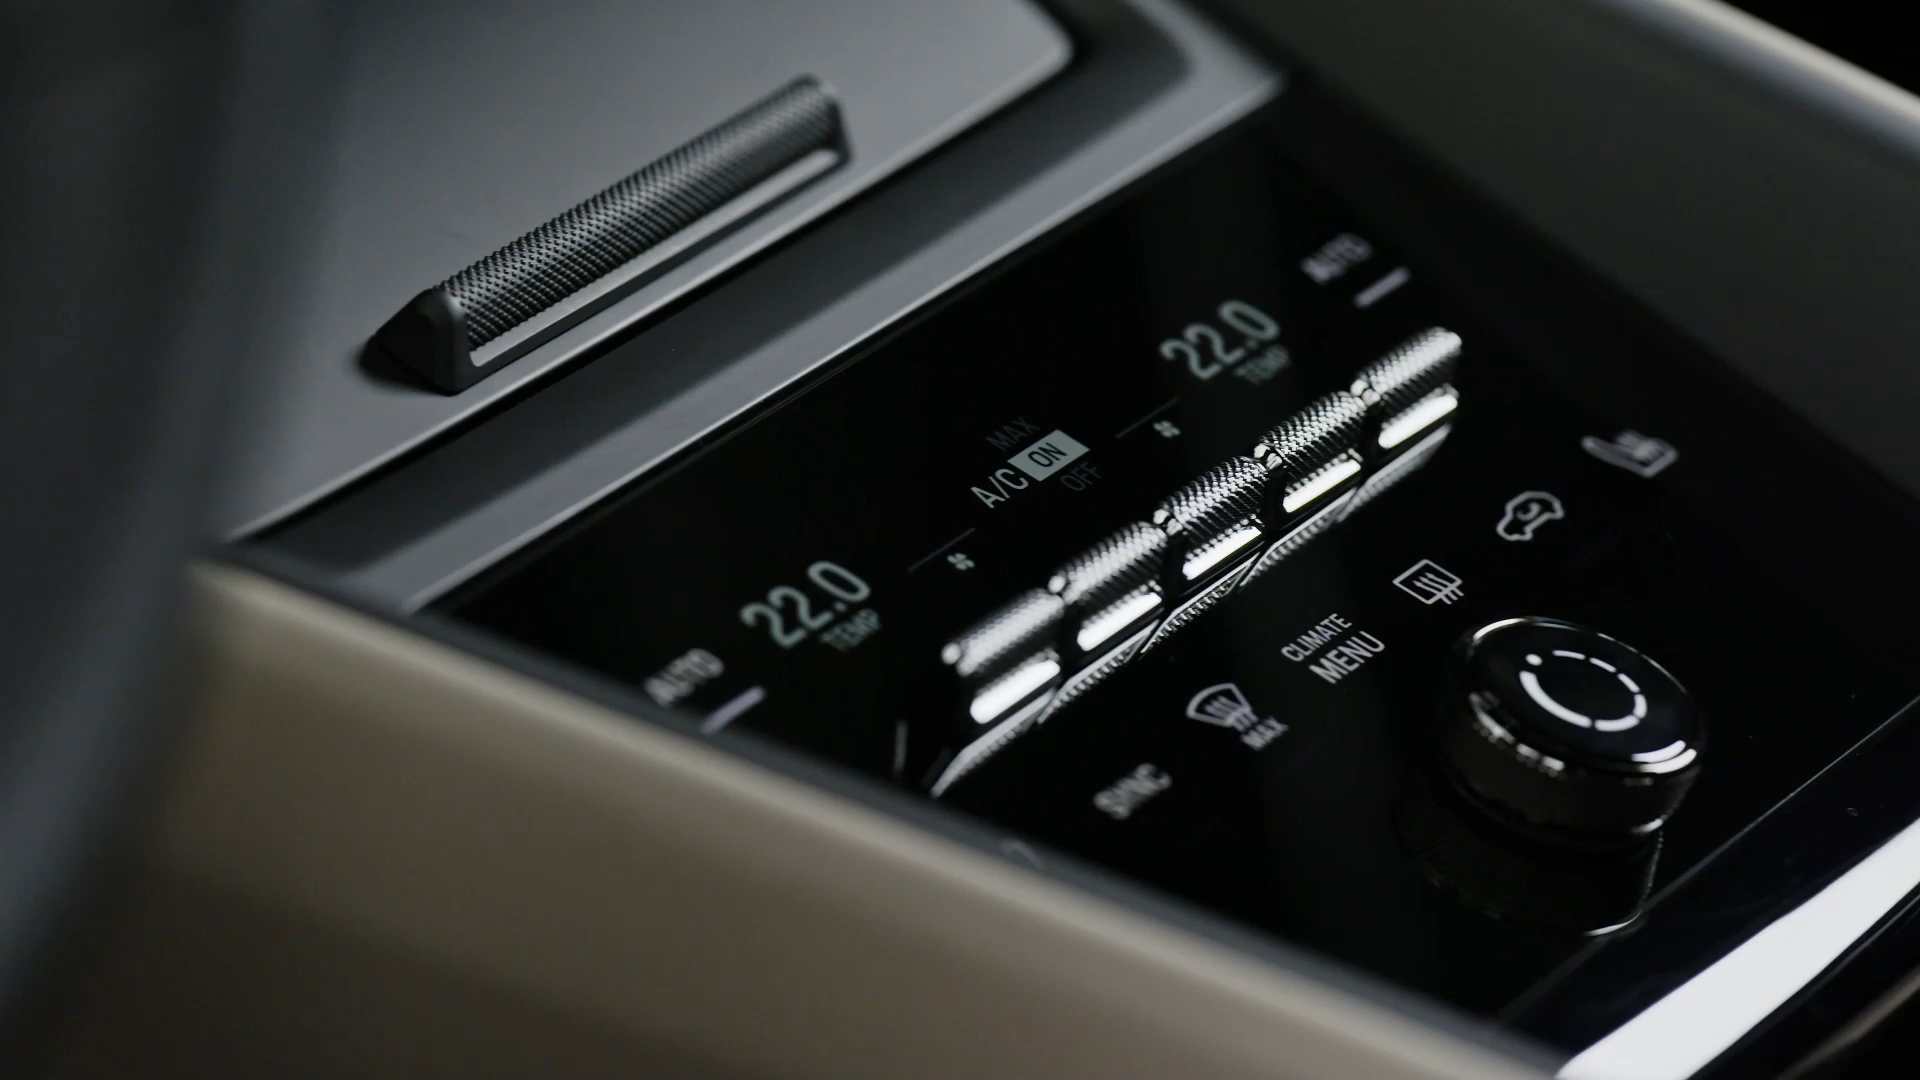 AUTO
22.0
TEMP
MAX
A/C ON
OFF
22.0
TEMP
AUTO
SYNC
MAX
CLIMATE
MENU